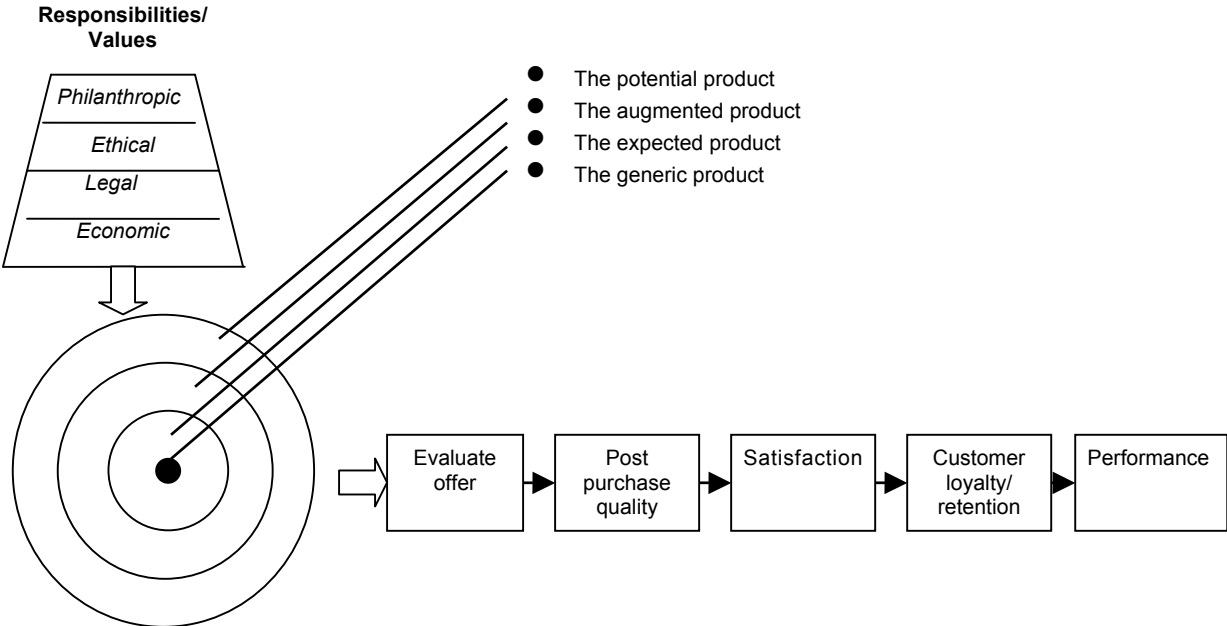 Responsibilities/
Values
Philanthropic
Ethical
Legal
Economic
The potential product
The augmented product
The expected product
The generic product
Evaluate
offer
Post
purchase
quality
Satisfaction
Customer
loyalty/
retention
Performance